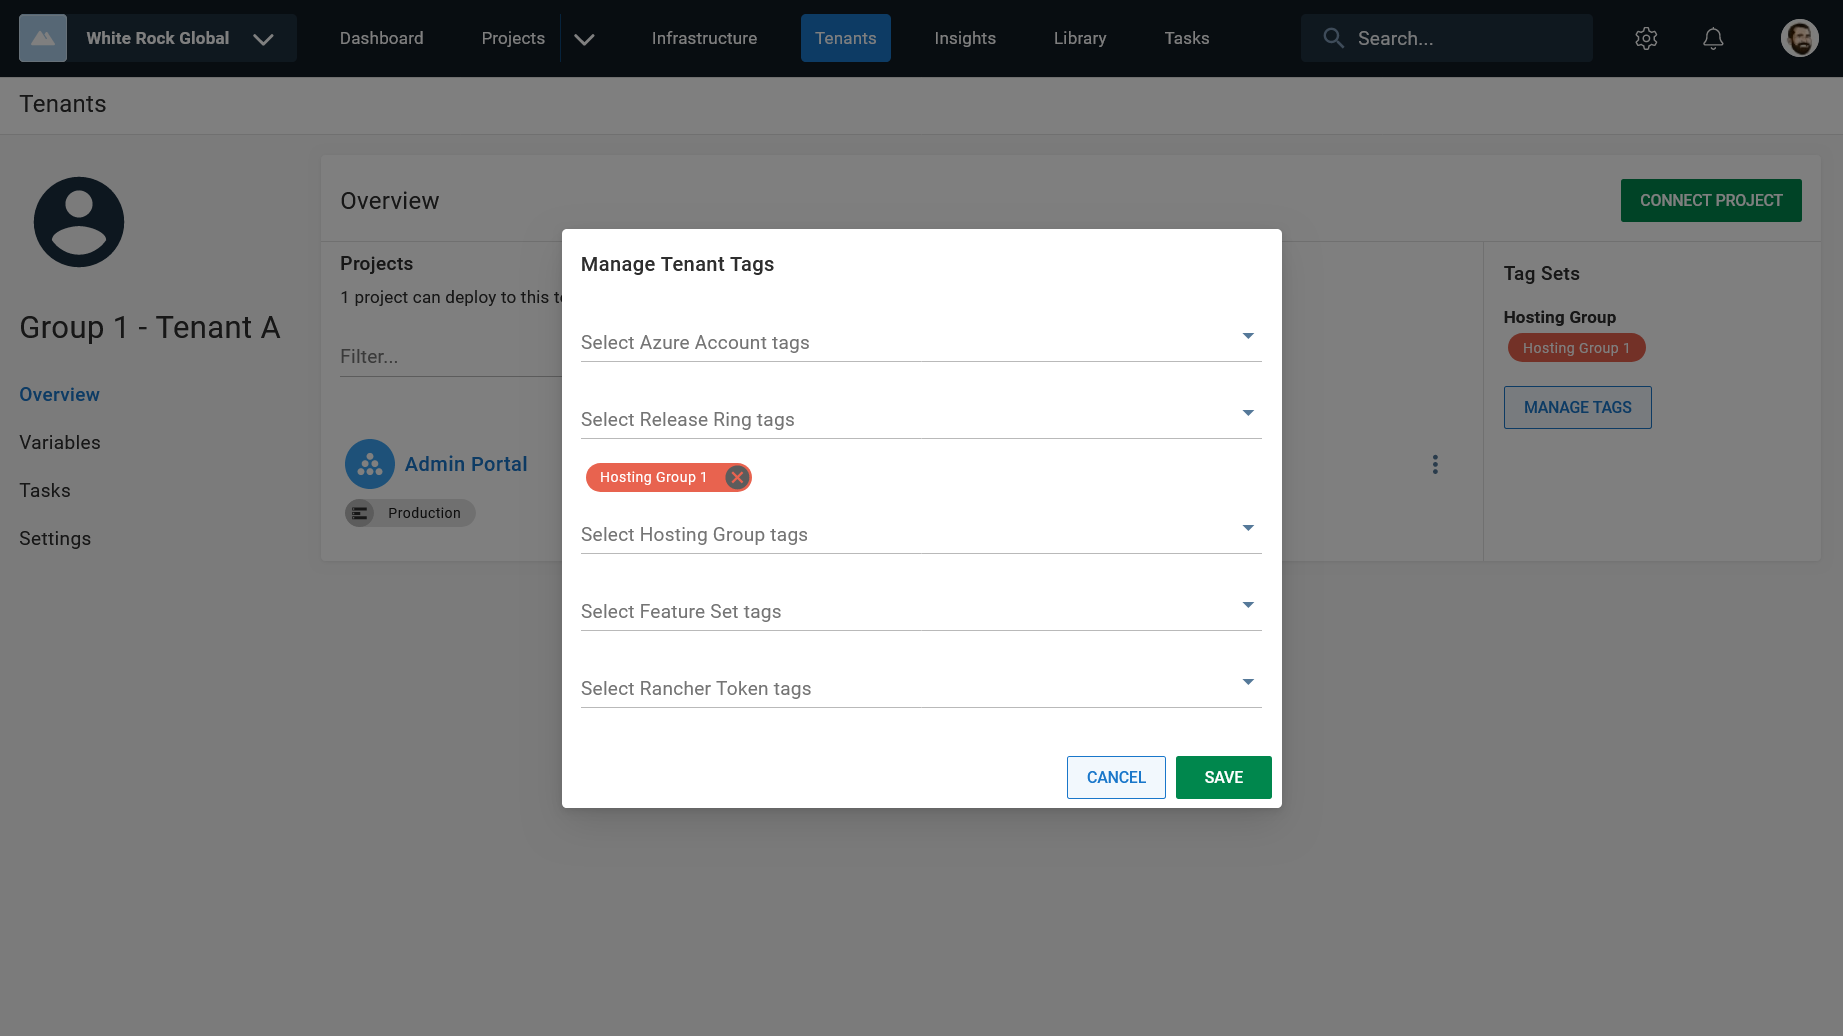 White Rock Global
Dashboard
Projects
Infrastructure
Tenants
Insights
Library
Tasks
Search...
Tenants
Group 1 - Tenant A
Overview
Variables
Tasks
Settings
Overview
CONNECT PROJECT
Projects
1 project can deploy to this
Filter...
Admin Portal
Production
Tag Sets
Hosting Group
Hosting Group 1
MANAGE TAGS
Manage Tenant Tags
Select Azure Account tags
Select Release Ring tags
Hosting Group 1
Select Hosting Group tags
Select Feature Set tags
Select Rancher Token tags
CANCEL
SAVE